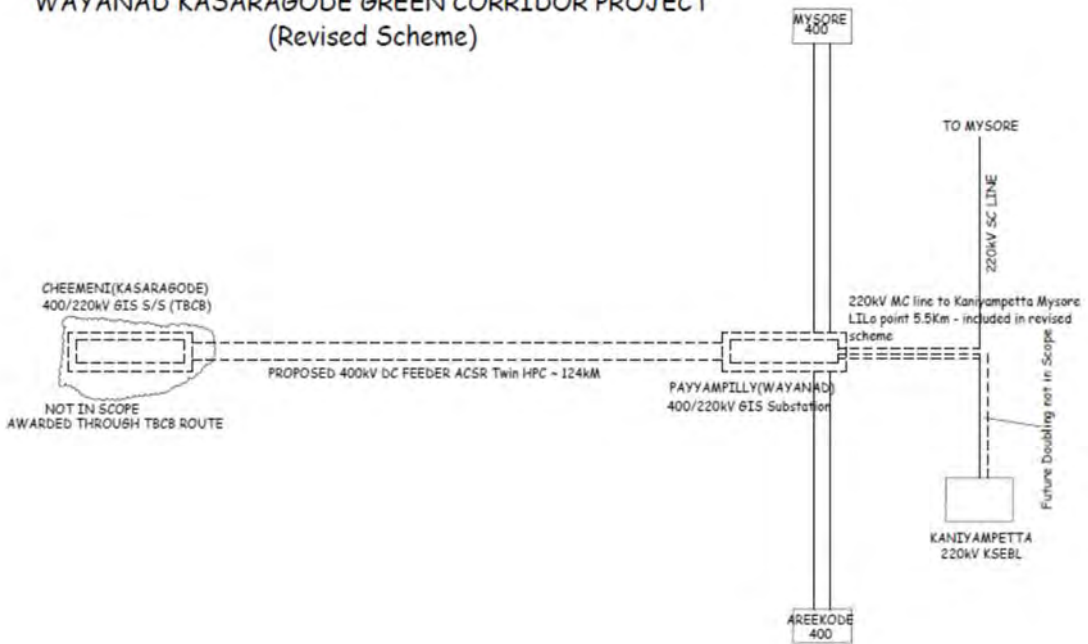 WAYANAD KASARAGODE GREEN CORRIDOR PROJECT
(Revised Scheme)
MYSORE
400
TO MYSORE
220kV SC LINE
CHEEMENI(KASARAGODE)
400/220kV GIS S/S (TBCB)
220kV MC line to Kaniyampetta Mysore
LILo point 5.5Km - included in revised
scheme
PROPOSED 400kV DC FEEDER ACSR Twin HPC ~ 124kM
PAYYAMPILLY(WAYANAD)
400/220kV GIS Substation
NOT IN SCOPE
AWARDED THROUGH TBCB ROUTE
Future Doubling not in Scope
KANIYAMPETTA
220kV KSEBL
AREEKODE
400